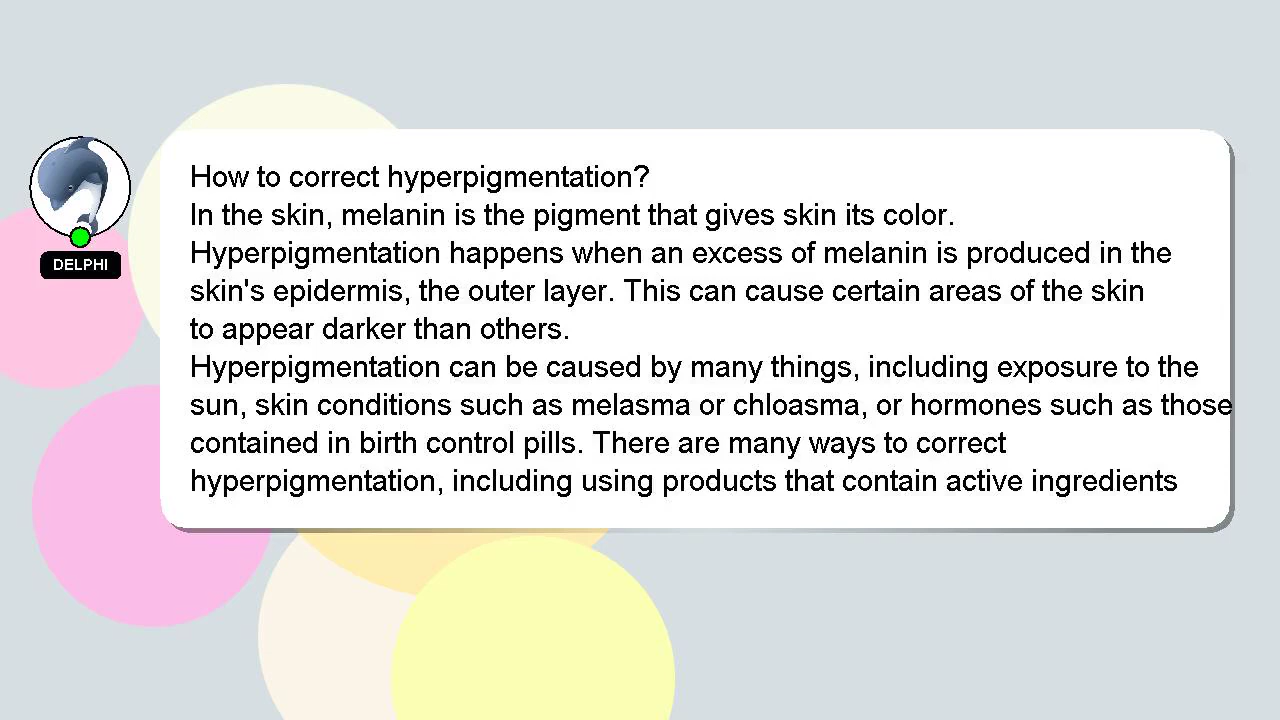 DELPHI
How to correct hyperpigmentation?
In the skin, melanin is the pigment that gives skin its color.
Hyperpigmentation happens when an excess of melanin is produced in the
skin's epidermis, the outer layer. This can cause certain areas of the skin
to appear darker than others.
Hyperpigmentation can be caused by many things, including exposure to the
sun, skin conditions such as melasma or chloasma, or hormones such as those
contained in birth control pills. There are many ways to correct
hyperpigmentation, including using products that contain active ingredients